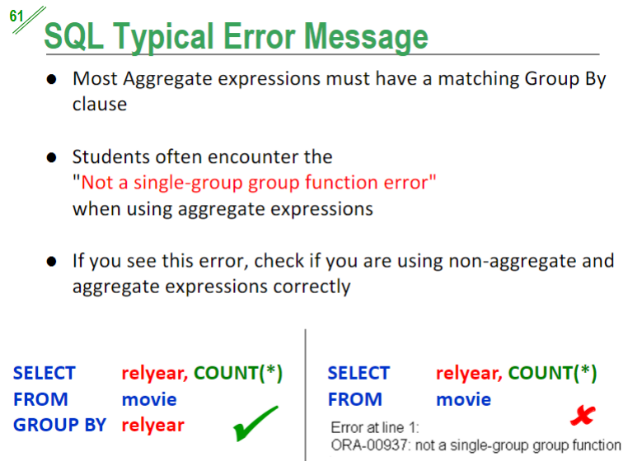 61
SQL Typical Error Message
● Most Aggregate expressions must have a matching Group By
clause
● Students often encounter the
"Not a single-group group function error"
when using aggregate expressions
● If you see this error, check if you are using non-aggregate and
aggregate expressions correctly
SELECT relyear, COUNT(*)
FROM movie
GROUP BY relyear
SELECT relyear, COUNT(*)
FROM movie
Error at line 1:
ORA-00937: not a single-group group function